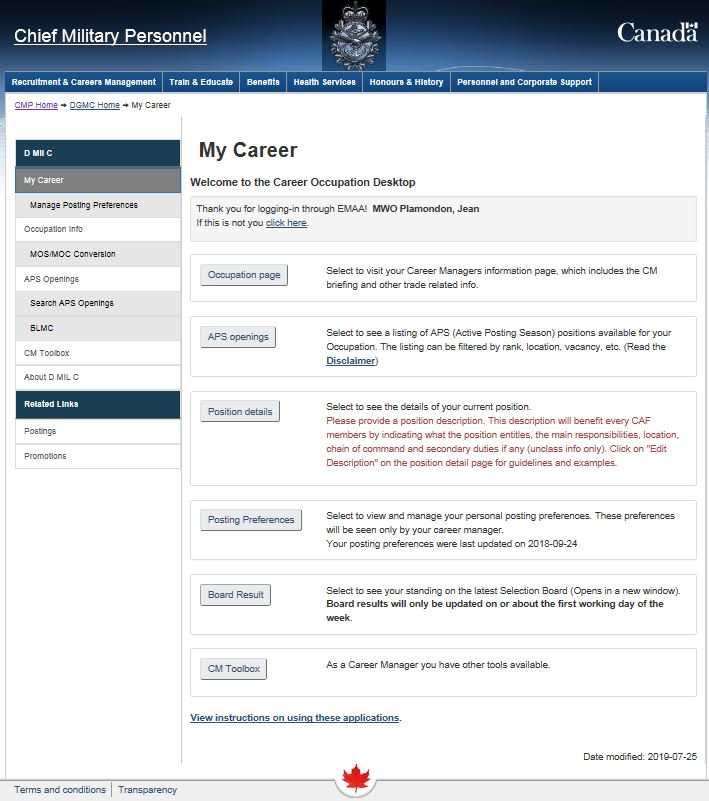 Chief Military Personnel
Canada
Recruitment & Careers Management
Train & Educate
Benefits
Health Services
Honours & History
Personnel and Corporate Support
CMP Home ➔ DGMC Home ➔ My Career
D MIL C
My Career
Manage Posting Preferences
Occupation Info
MOS/MOC Conversion
APS Openings
Search APS Openings
BLMC
CM Toolbox
About D MIL C
Related Links
Postings
Promotions
My Career
Welcome to the Career Occupation Desktop
Thank you for logging-in through EMAA! MWO Plamondon, Jean
If this is not you click here.
Occupation page
Select to visit your Career Managers information page, which includes the CM
briefing and other trade related info.
APS openings
Select to see a listing of APS (Active Posting Season) positions available for your
Occupation. The listing can be filtered by rank, location, vacancy, etc. (Read the
Disclaimer)
Position details
Select to see the details of your current position.
Please provide a position description. This description will benefit every CAF
members by indicating what the position entitles, the main responsibilities, location,
chain of command and secondary duties if any (unclass info only). Click on "Edit
Description" on the position detail page for guidelines and examples.
Posting Preferences
Select to view and manage your personal posting preferences. These preferences
will be seen only by your career manager.
Your posting preferences were last updated on 2018-09-24
Board Result
Select to see your standing on the latest Selection Board (Opens in a new window).
Board results will only be updated on or about the first working day of the
week.
CM Toolbox
As a Career Manager you have other tools available.
View instructions on using these applications.
Date modified: 2019-07-25
Terms and conditions
Transparency